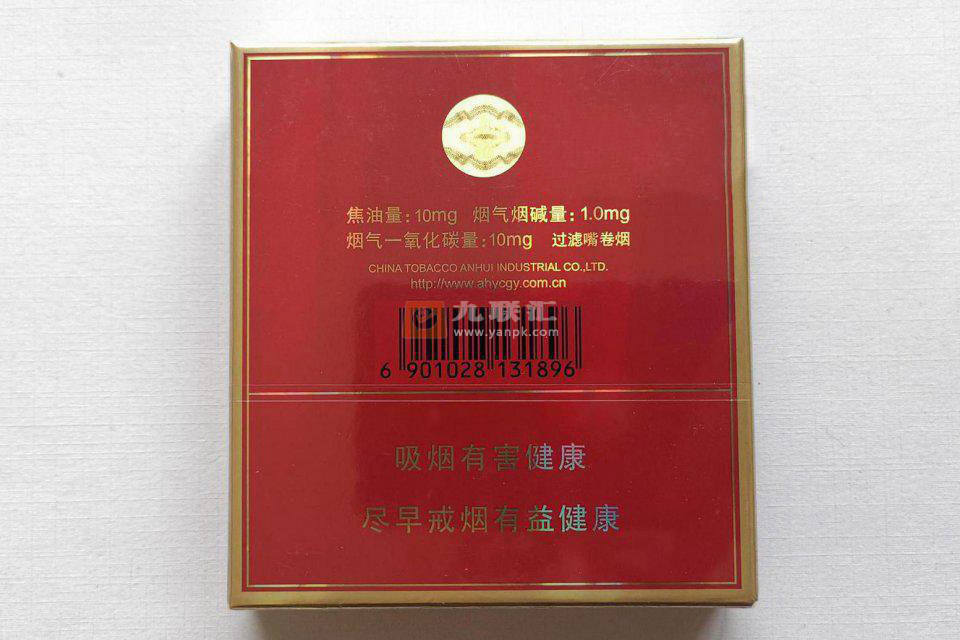 焦油量：10mg 烟气烟碱量：1.0mg
烟气一氧化碳量：10mg 过滤嘴卷烟
CHINA TOBACCO ANHUI INDUSTRIAL CO.,LTD.
http://www.ahycgy.com.cn
九联汇
www.yanpk.com
6 901028 131896
吸烟有害健康
尽早戒烟有益健康